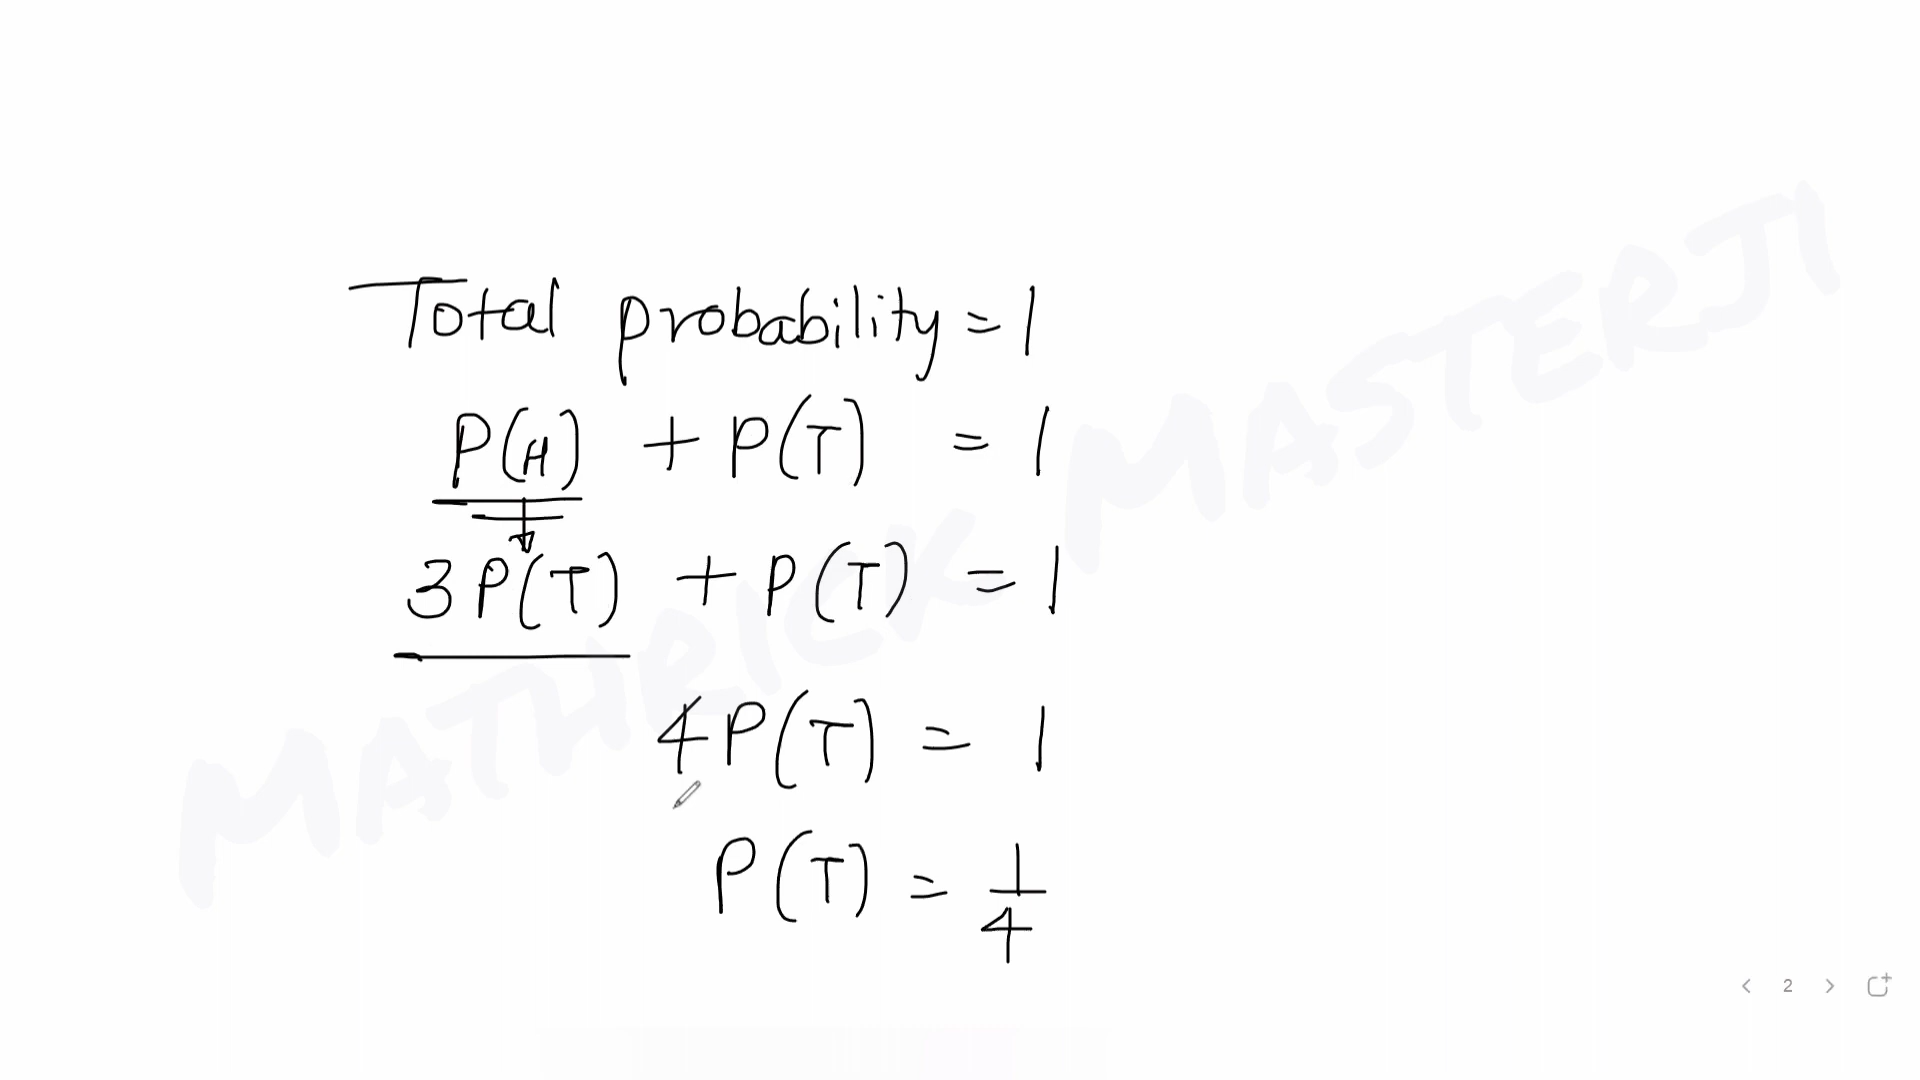 Total probability = 1
P(H) + P(T) = 1
3P(T) + P(T) = 1
4P(T) = 1
P(T) = 1/4
MATHRICK MASTERJI
< 2 >